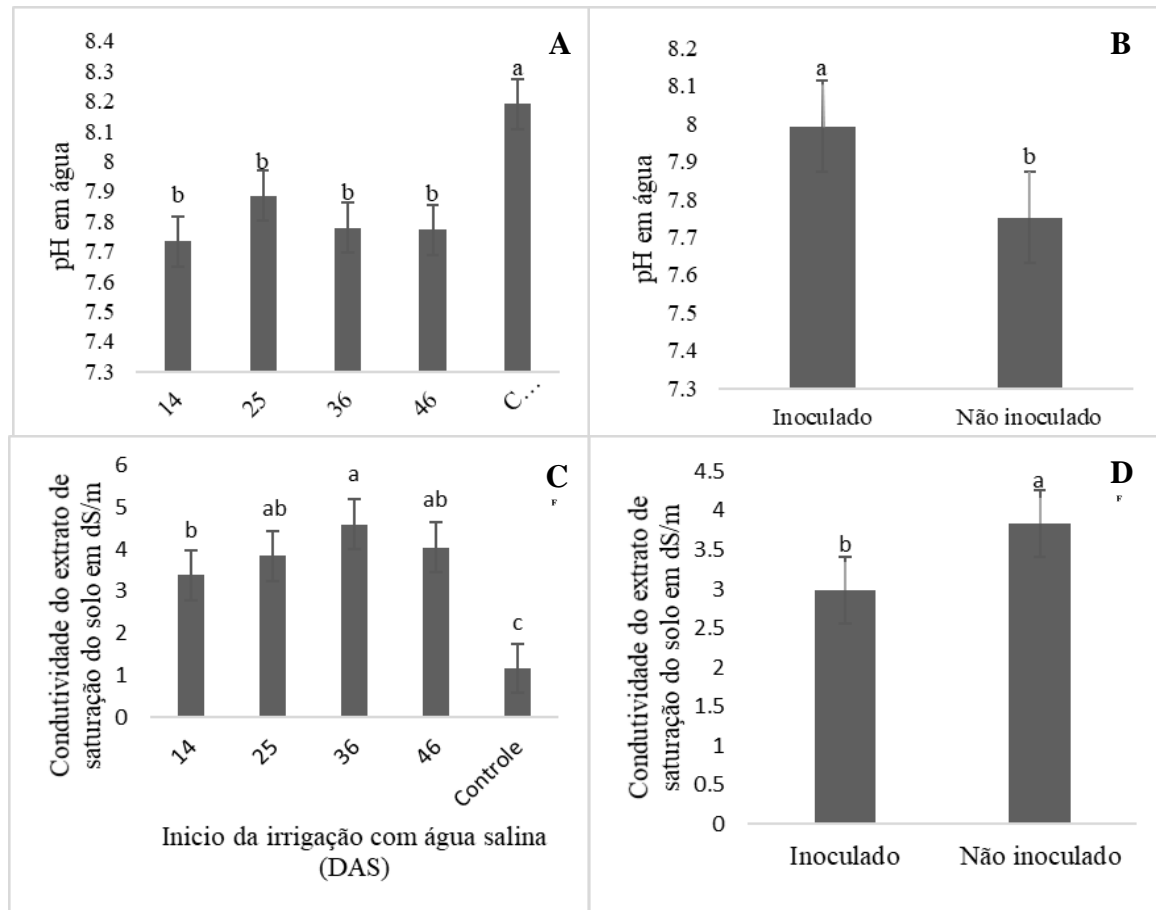 A
pH em água
8.4
8.3
8.2
8.1
8
7.9
7.8
7.7
7.6
7.5
7.4
7.3
b
b
b
b
a
14
25
36
46
C...
B
pH em água
8.2
8.1
8
7.9
7.8
7.7
7.6
7.5
7.4
7.3
a
b
Inoculado
Não inoculado
C
F
Condutividade do extrato de
saturação do solo em dS/m
6
5
4
3
2
1
0
b
ab
a
ab
c
14
25
36
46
Controle
Inicio da irrigação com água salina
(DAS)
D
F
Condutividade do extrato de
saturação do solo em dS/m
4.5
4
3.5
3
2.5
2
1.5
1
0.5
0
b
a
Inoculado
Não inoculado